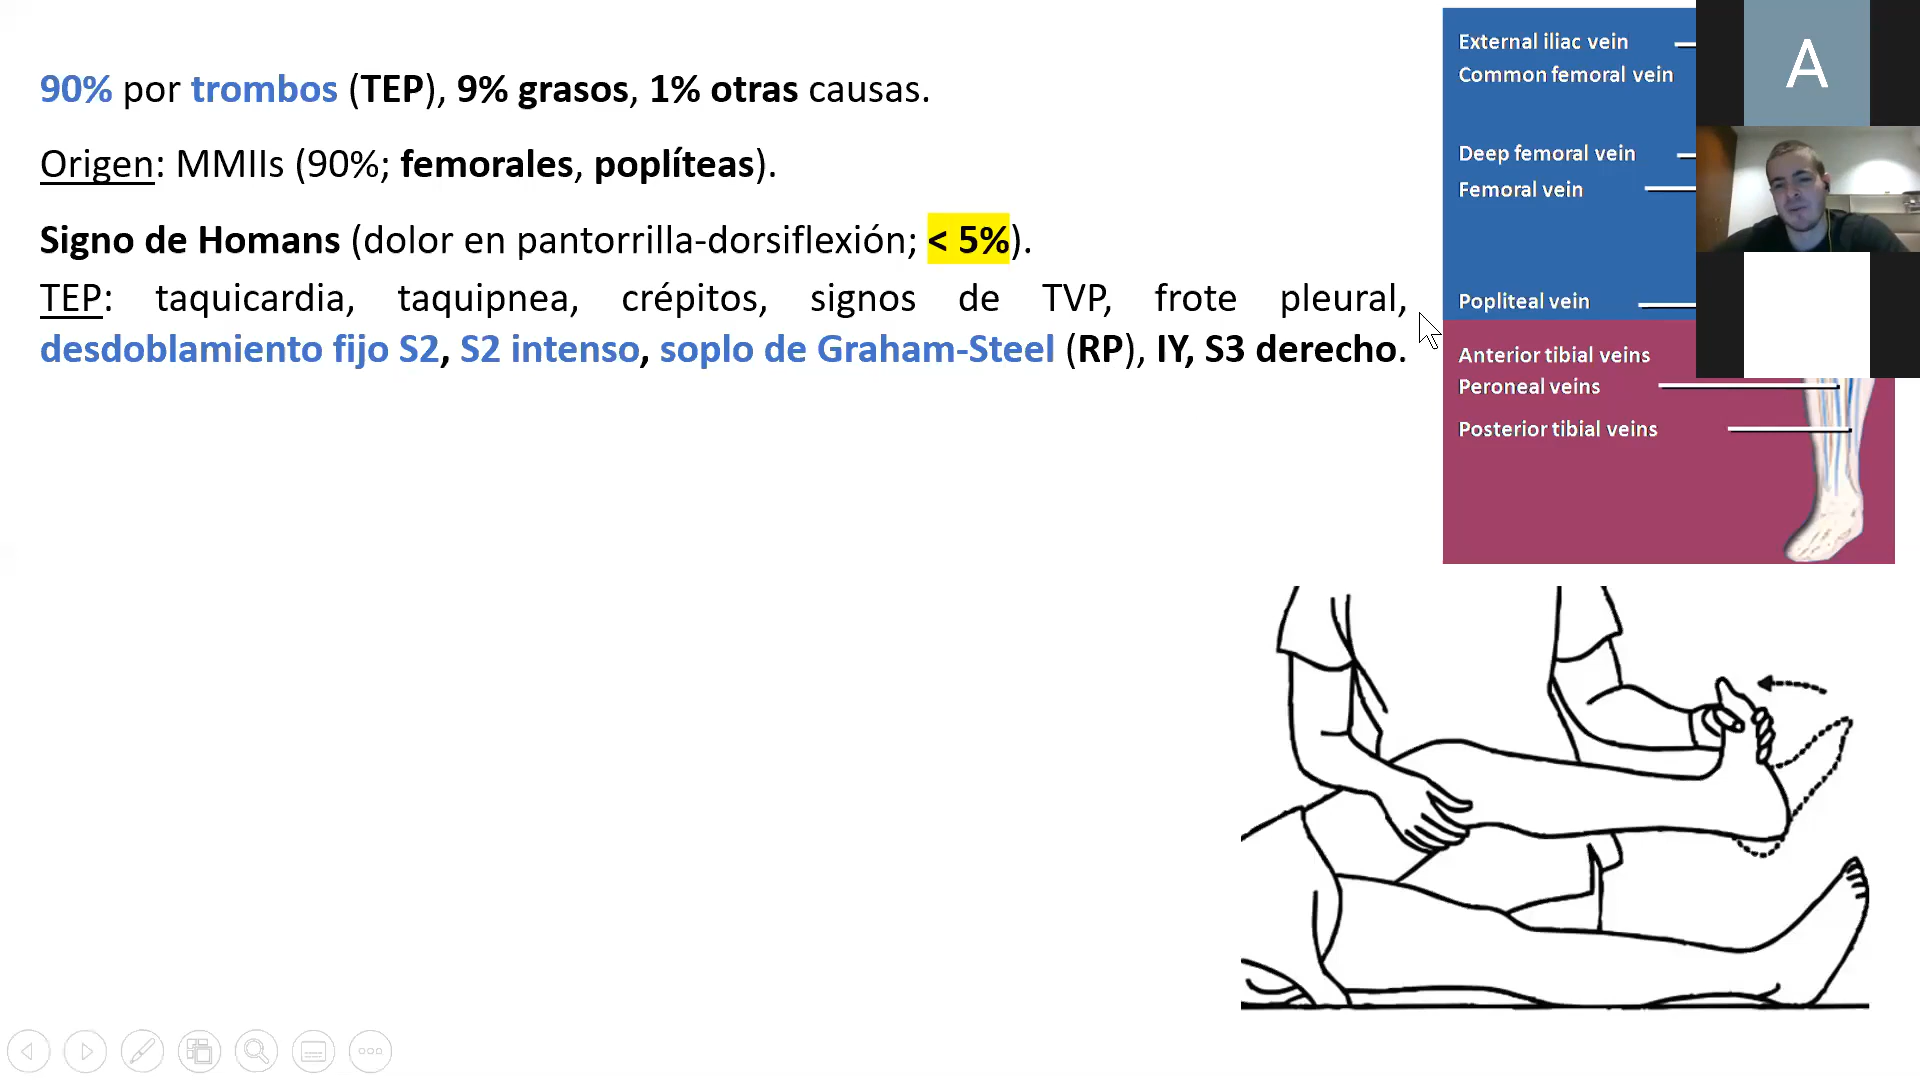 90% por trombos (TEP), 9% grasos, 1% otras causas.
Origen: MMIIs (90%; femorales, poplíteas).
Signo de Homans (dolor en pantorrilla-dorsiflexión; < 5%).
TEP: taquicardia, taquipnea, crépitos, signos de TVP, frote pleural,
desdoblamiento fijo S2, S2 intenso, soplo de Graham-Steel (RP), IY, S3 derecho.
External iliac vein
Common femoral vein
Deep femoral vein
Femoral vein
Popliteal vein
Anterior tibial veins
Peroneal veins
Posterior tibial veins
A